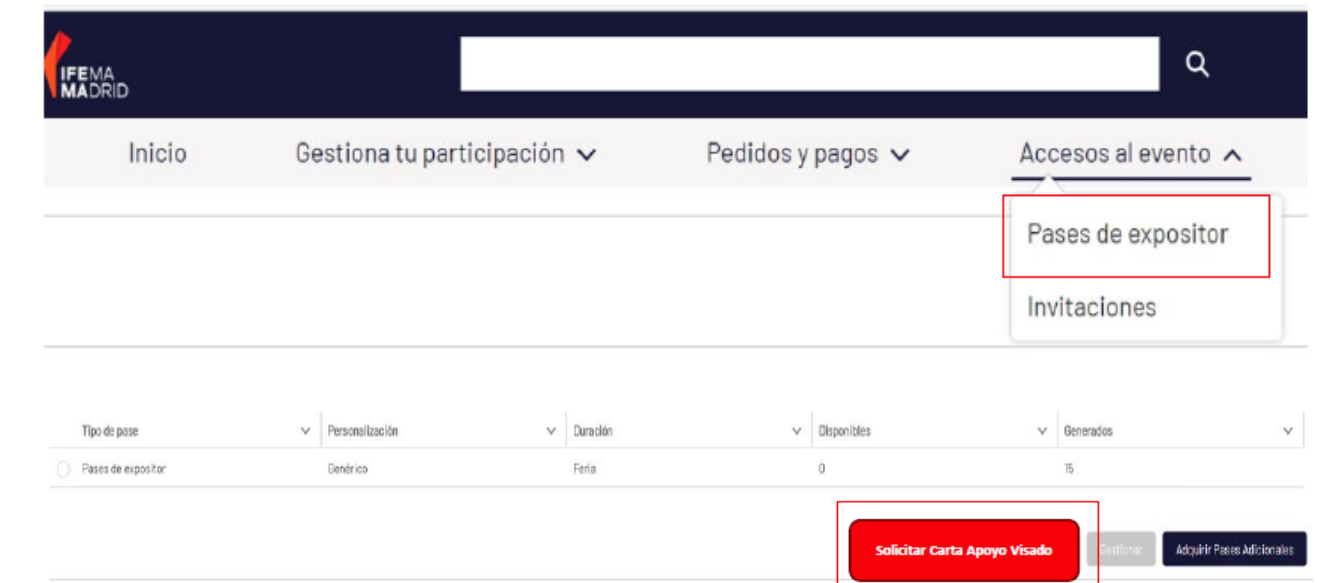 IFEMA
MADRID
Inicio Gestiona tu participación Pedidos y pagos Accesos al evento
Pases de expositor
Invitaciones
Tipo de pase Personalización Duración Disponibles Generados
Pases de expositor Genérico Feria 0 15
Solicitar Carta Apoyo Visado Gestionar Adquirir Pases Adicionales